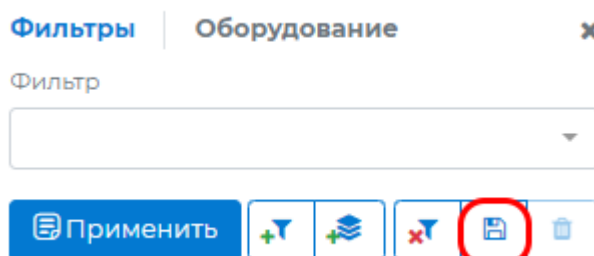 Фильтры Оборудование
Фильтр
Применить